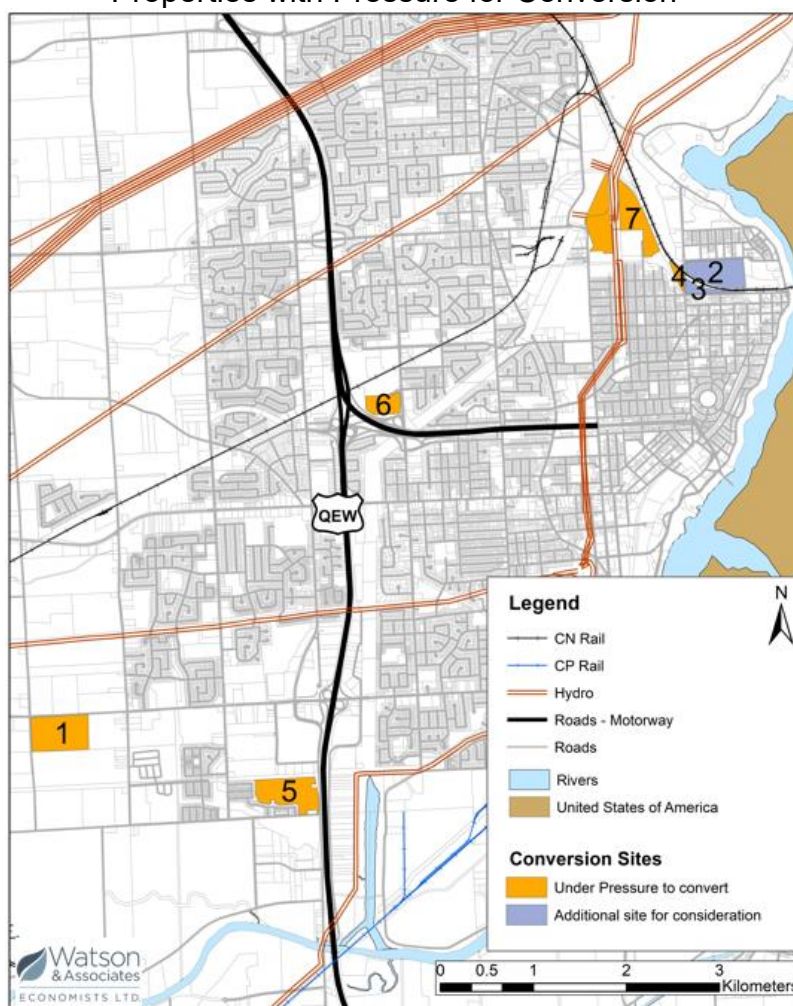 Properties with Pressure for Conversion
7
4
2
3
6
QEW
1
5
Legend
N
CN Rail
CP Rail
Hydro
Roads - Motorway
Roads
Rivers
United States of America
Conversion Sites
Under Pressure to convert
Additional site for consideration
Watson
& Associates
ECONOMISTS LTD.
0 0.5 1 2 3
Kilometers